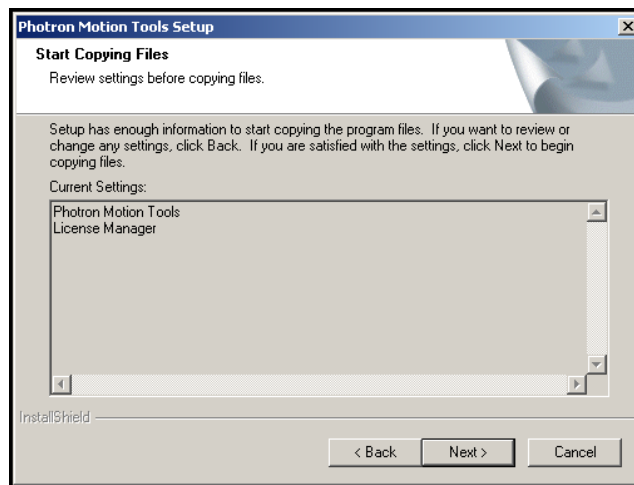 Photron Motion Tools Setup
Start Copying Files
Review settings before copying files.
Setup has enough information to start copying the program files. If you want to review or
change any settings, click Back. If you are satisfied with the settings, click Next to begin
copying files.
Current Settings:
Photron Motion Tools
License Manager
InstallShield
< Back Next > Cancel